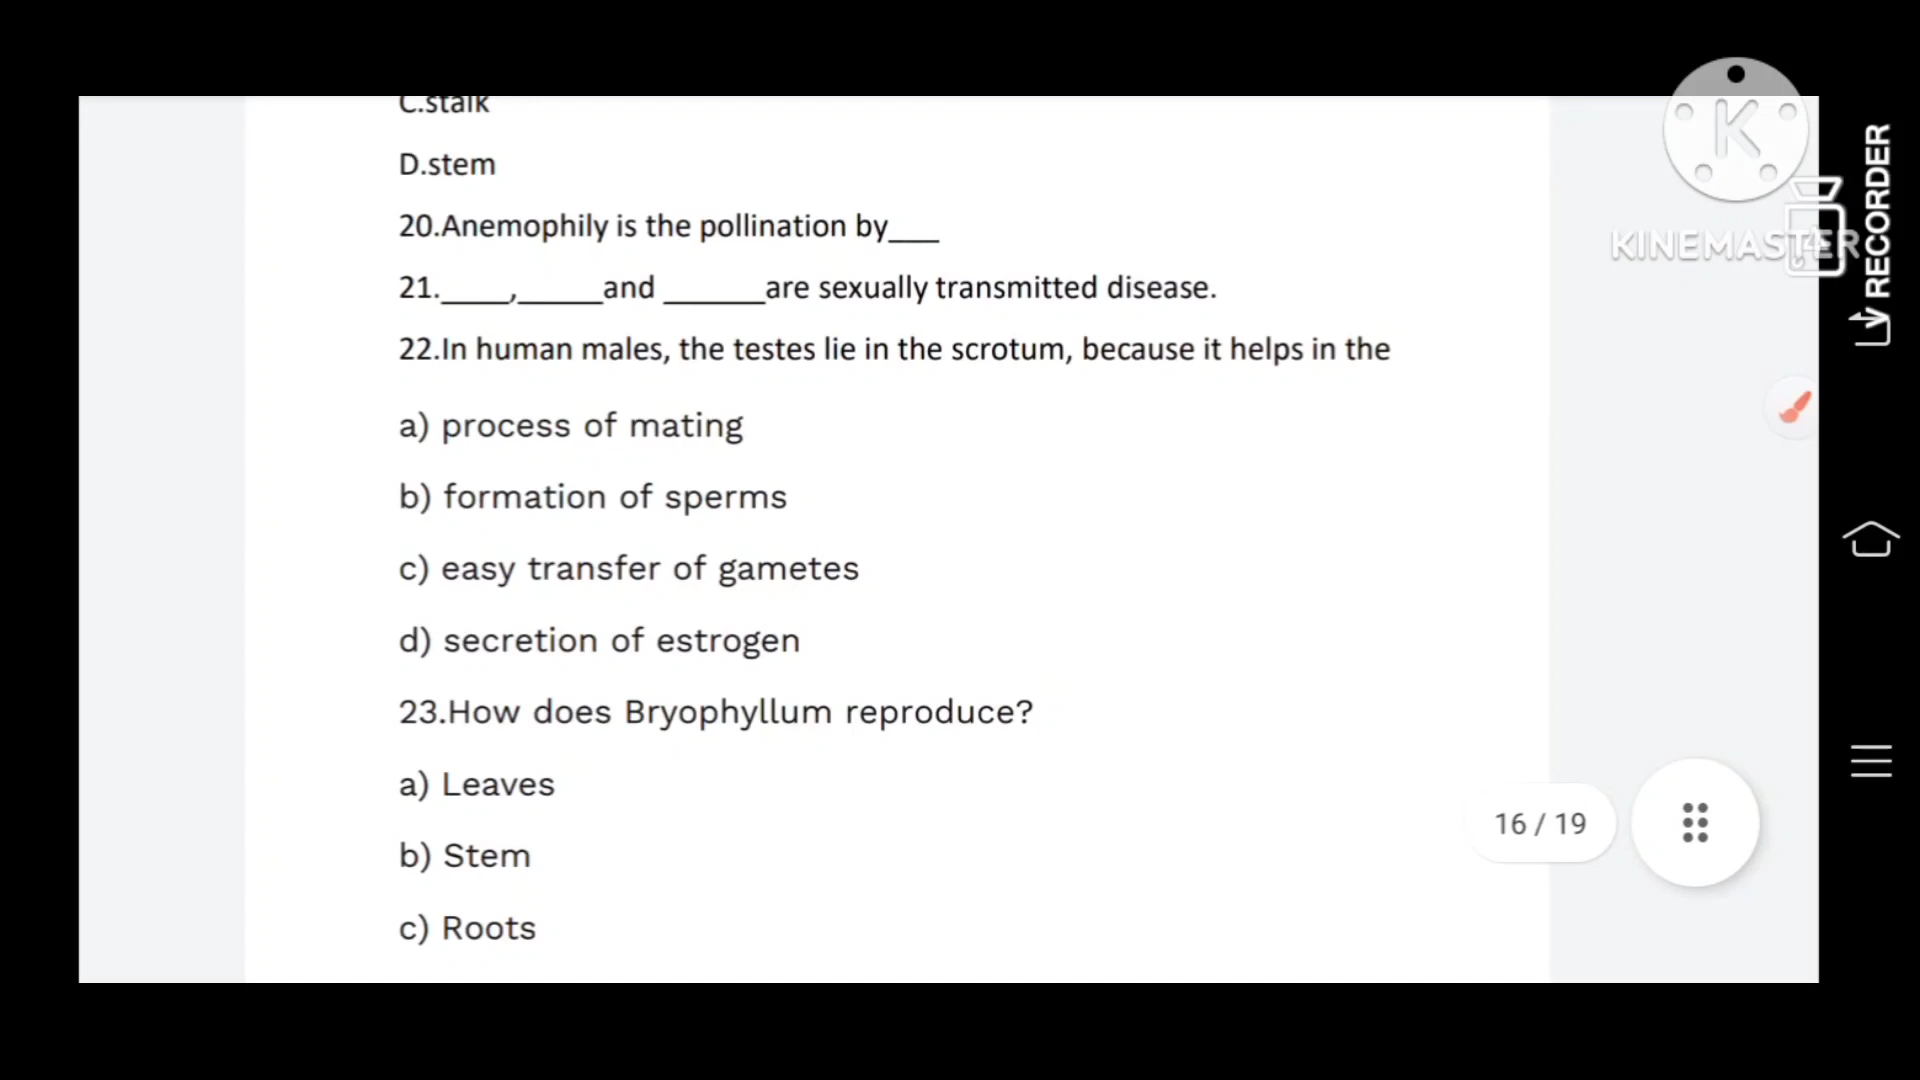 C.stalk
D.stem
20.Anemophily is the pollination by___
21.____,_____and ______are sexually transmitted disease.
22.In human males, the testes lie in the scrotum, because it helps in the
a) process of mating
b) formation of sperms
c) easy transfer of gametes
d) secretion of estrogen
23.How does Bryophyllum reproduce?
a) Leaves
b) Stem
c) Roots
16 / 19
K
KINEMASTER
V RECORDER